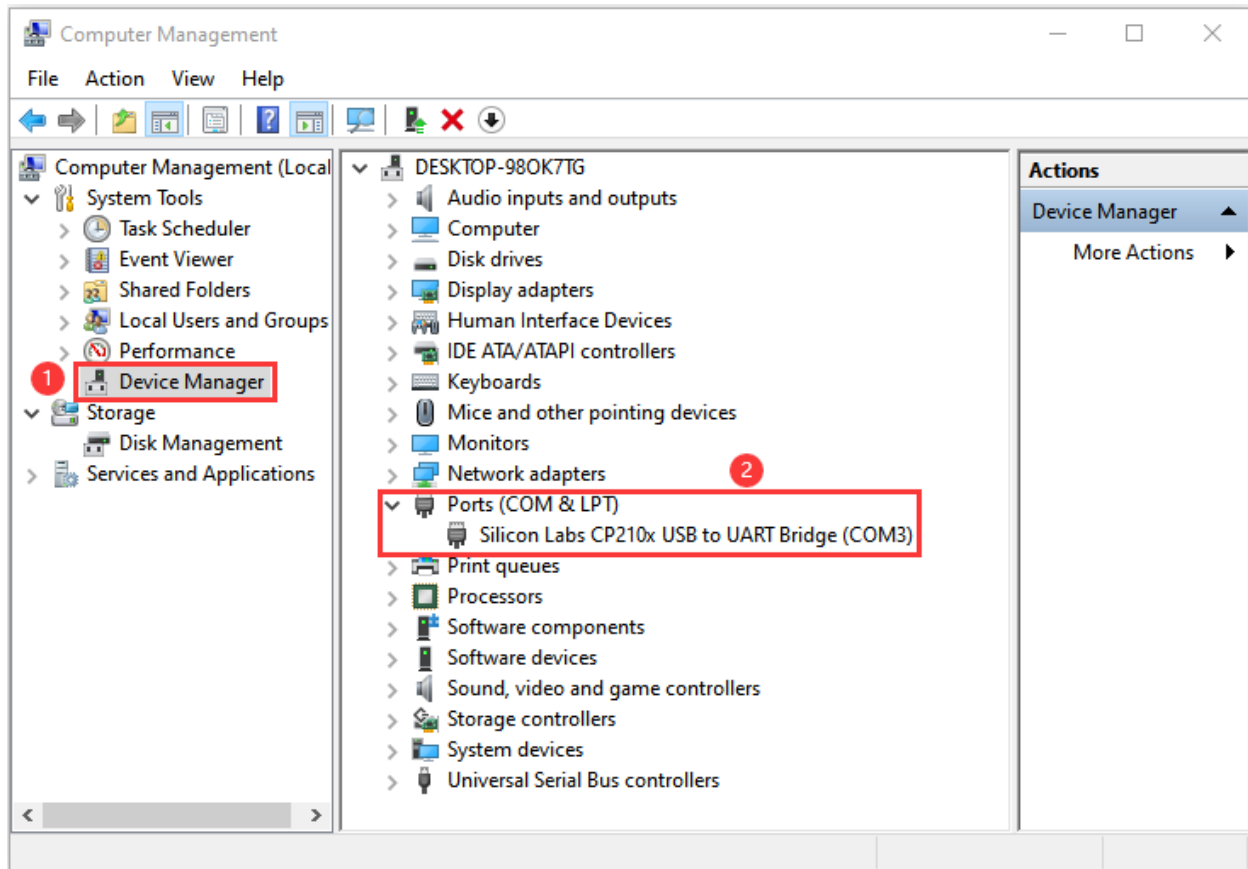 Computer Management
File Action View Help
Computer Management (Local
System Tools
Task Scheduler
Event Viewer
Shared Folders
Local Users and Groups
Performance
1
Device Manager
Storage
Disk Management
Services and Applications
DESKTOP-98OK7TG
Audio inputs and outputs
Computer
Disk drives
Display adapters
Human Interface Devices
IDE ATA/ATAPI controllers
Keyboards
Mice and other pointing devices
Monitors
Network adapters
2
Ports (COM & LPT)
Silicon Labs CP210x USB to UART Bridge (COM3)
Print queues
Processors
Software components
Software devices
Sound, video and game controllers
Storage controllers
System devices
Universal Serial Bus controllers
Actions
Device Manager
More Actions